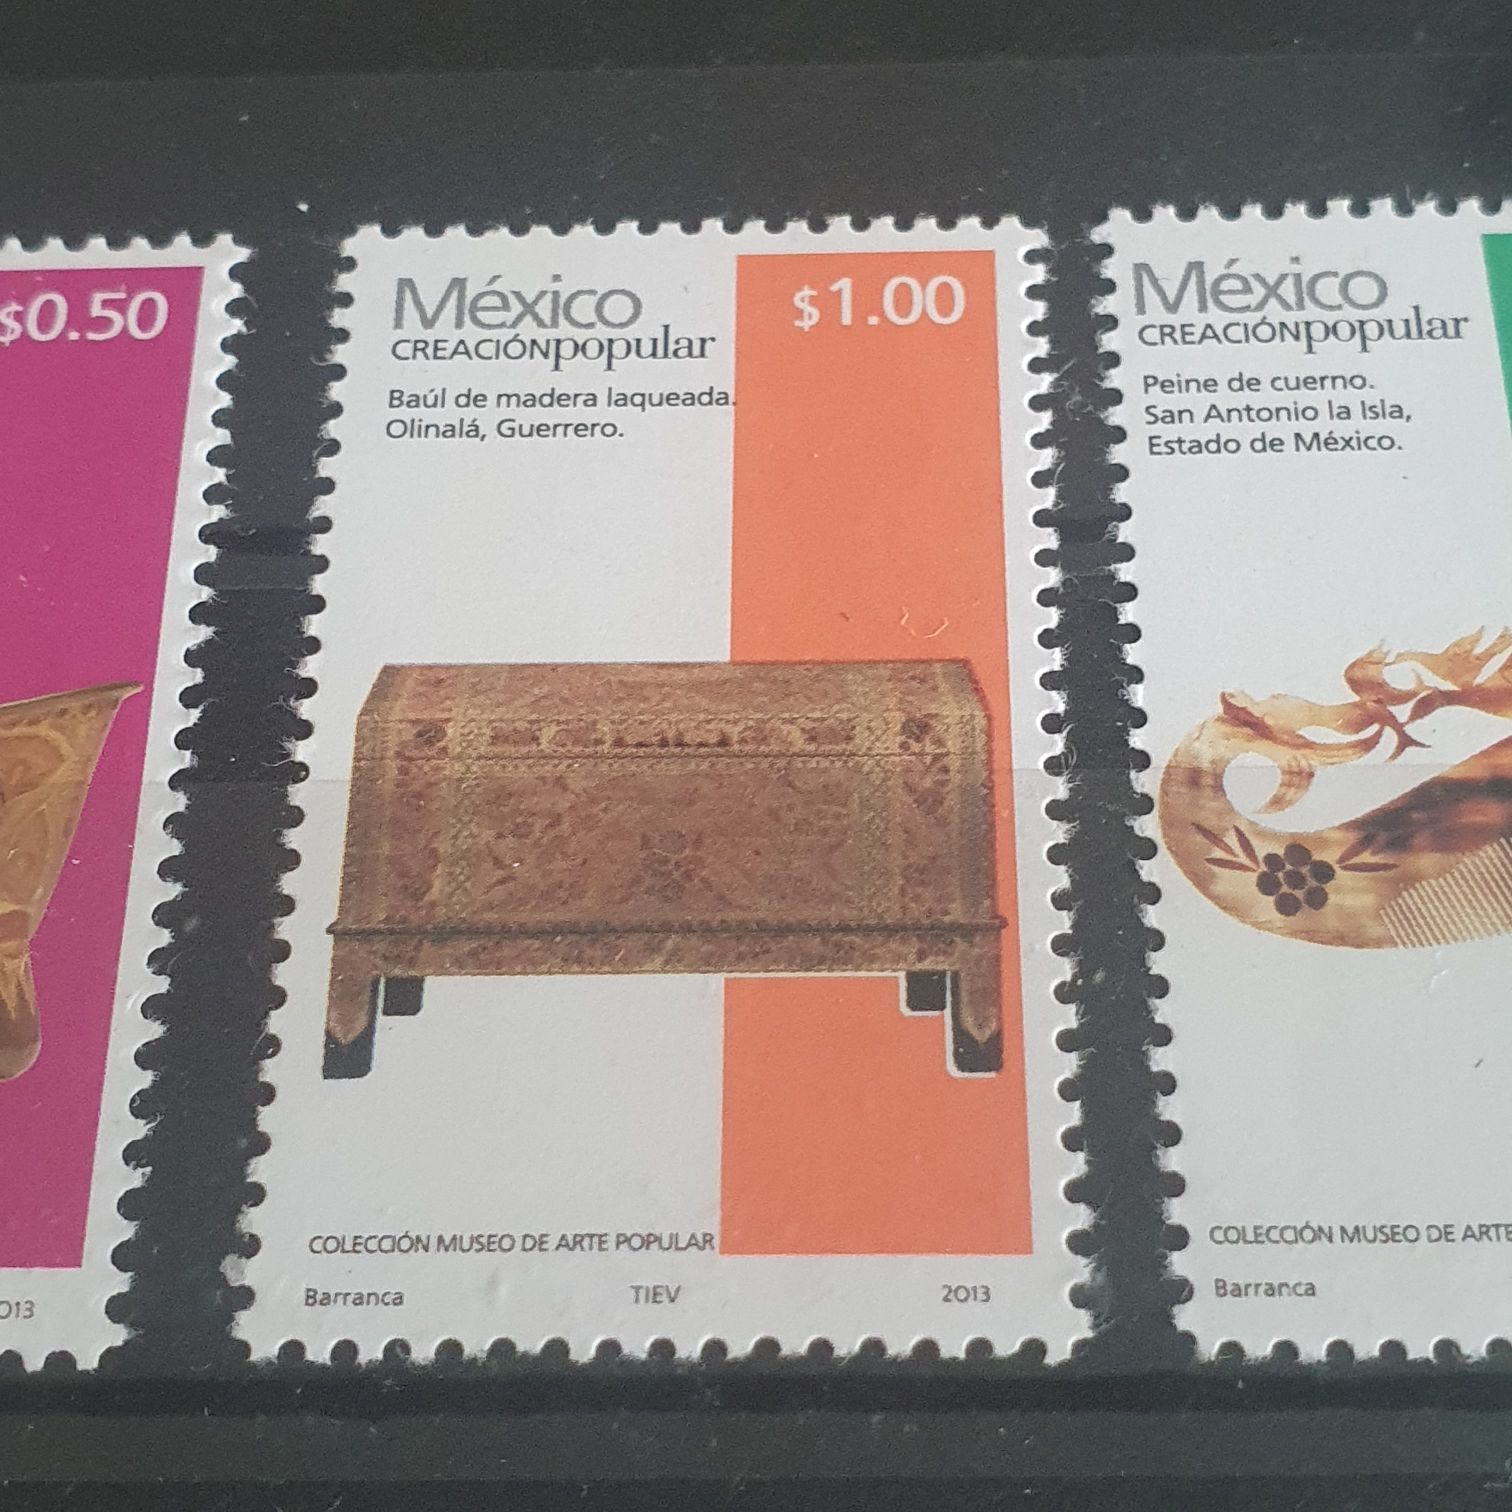 $0.50
2013
México
$1.00
CREACIÓNpopular
Baúl de madera laqueada.
Olinalá, Guerrero.
COLECCIÓN MUSEO DE ARTE POPULAR
Barranca TIEV 2013
México
CREACIÓNpopular
Peine de cuerno.
San Antonio la Isla,
Estado de México.
COLECCIÓN MUSEO DE ARTE
Barranca